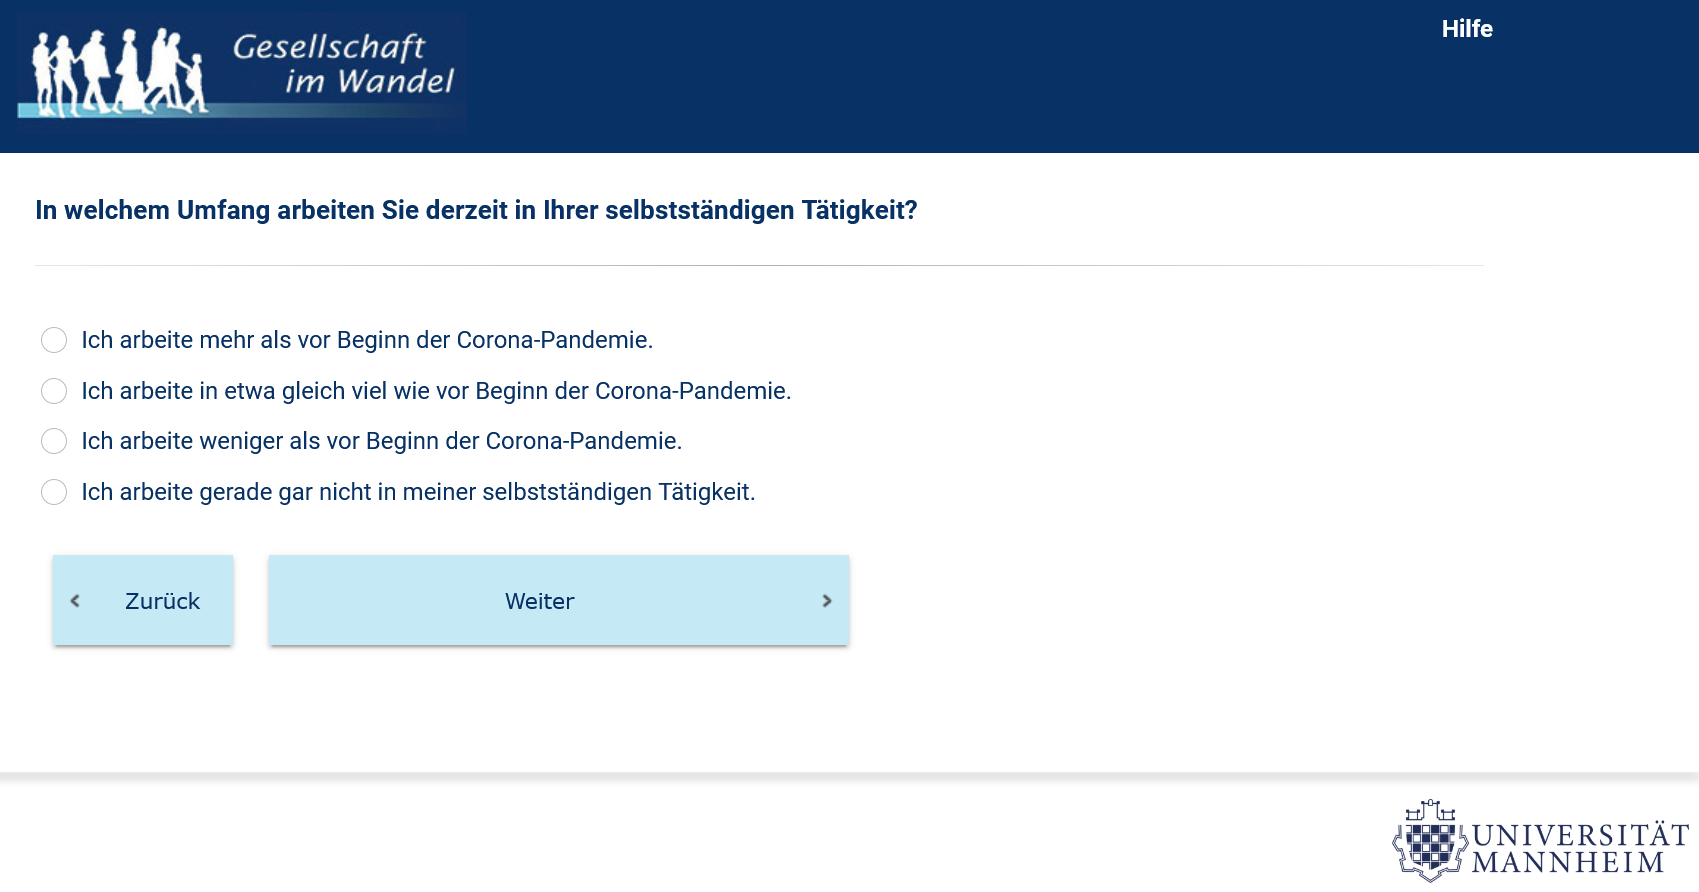 Gesellschaft
im Wandel
Hilfe
In welchem Umfang arbeiten Sie derzeit in Ihrer selbstständigen Tätigkeit?
Ich arbeite mehr als vor Beginn der Corona-Pandemie.
Ich arbeite in etwa gleich viel wie vor Beginn der Corona-Pandemie.
Ich arbeite weniger als vor Beginn der Corona-Pandemie.
Ich arbeite gerade gar nicht in meiner selbstständigen Tätigkeit.
Zurück
Weiter
UNIVERSITÄT
MANNHEIM